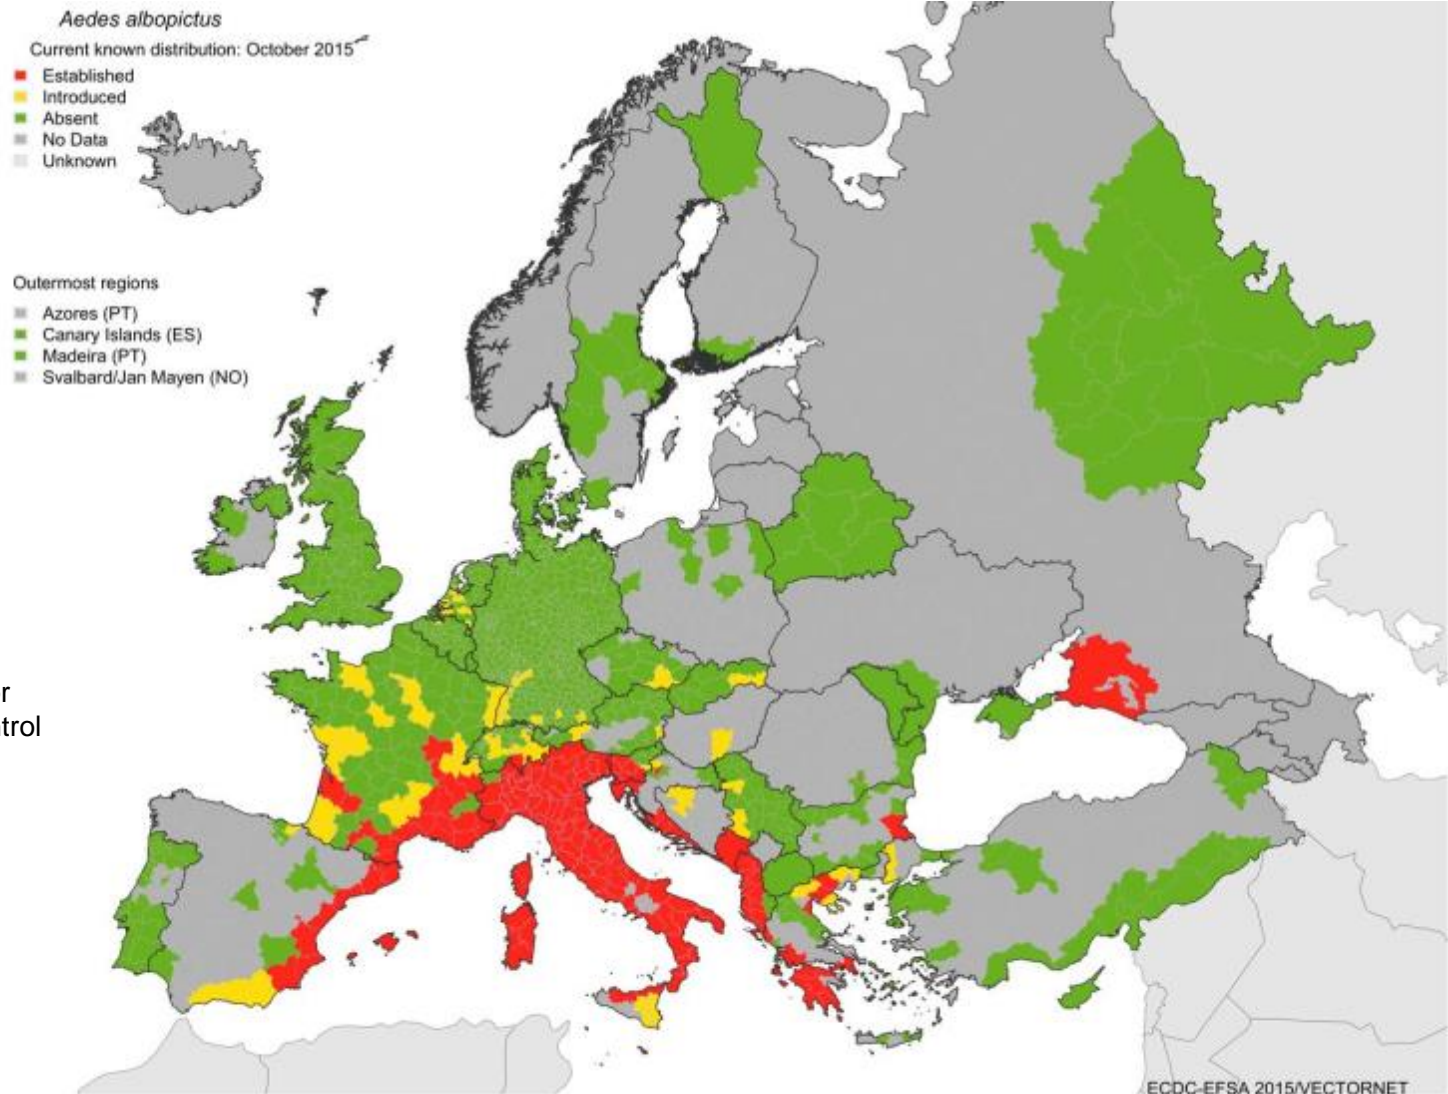 Aedes albopictus
Current known distribution: October 2015
Established
Introduced
Absent
No Data
Unknown
Outermost regions
Azores (PT)
Canary Islands (ES)
Madeira (PT)
Svalbard/Jan Mayen (NO)
ECDC-EFSA 2015/VECTORNET